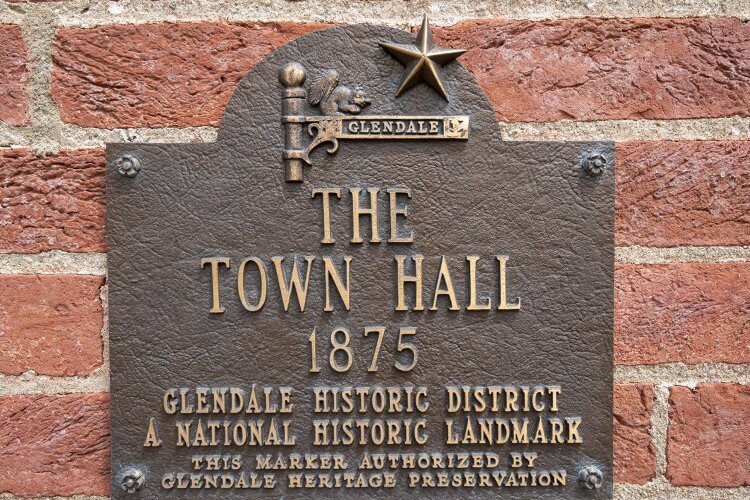 GLENDALE
THE
TOWN HALL
1875
GLENDALE HISTORIC DISTRICT
A NATIONAL HISTORIC LANDMARK
THIS MARKER AUTHORIZED BY
GLENDALE HERITAGE PRESERVATION